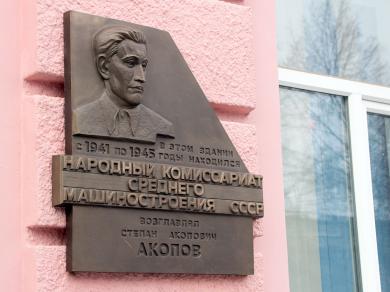 В ЭТОМ ЗДАНИИ
С 1941 ПО 1945 ГОДЫ НАХОДИЛСЯ
НАРОДНЫЙ КОМИССАРИАТ
СРЕДНЕГО
МАШИНОСТРОЕНИЯ СССР
ВОЗГЛАВЛЯЛ
СТЕПАН АКОПОВИЧ
АКОПОВ